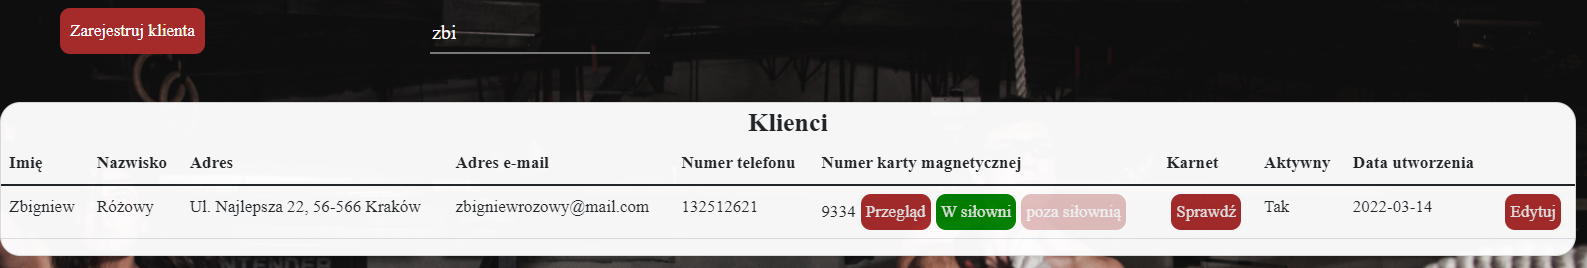 Zarejestruj klienta
zbi
Klienci
Imię Nazwisko Adres Adres e-mail Numer telefonu Numer karty magnetycznej Karnet Aktywny Data utworzenia
Zbigniew Różowy Ul. Najlepsza 22, 56-566 Kraków zbigniewrozowy@mail.com 132512621 9334 Przegląd W siłowni poza siłownią Sprawdź Tak 2022-03-14 Edytuj